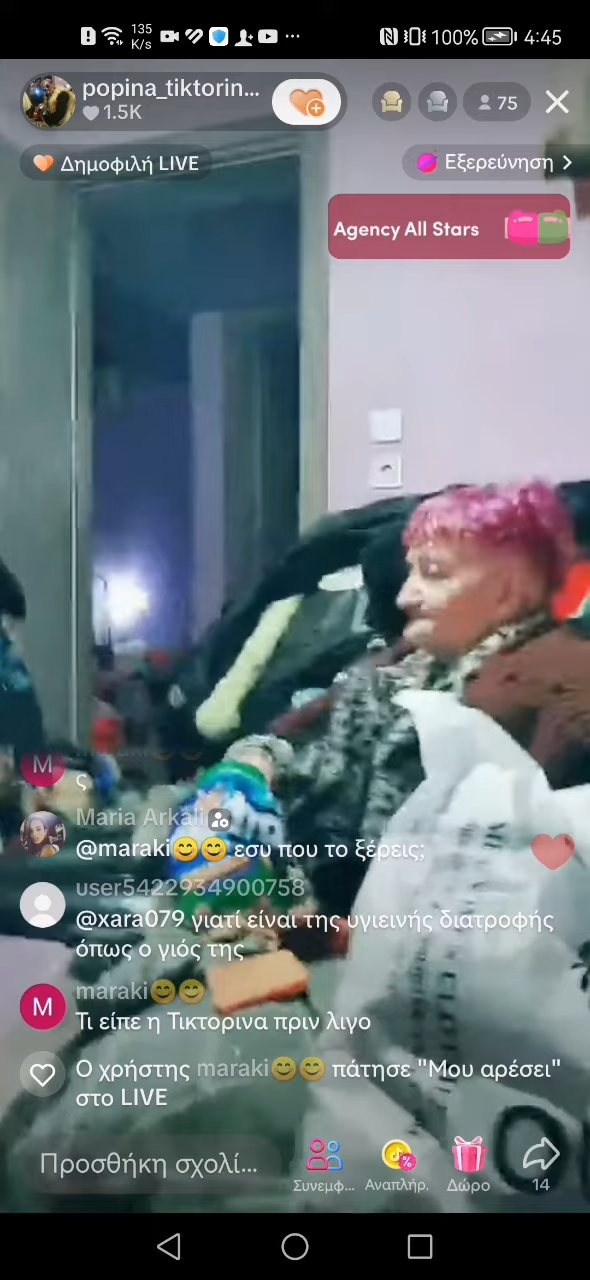 135
K/s
100%
4:45
popina_tiktorin...
1.5K
75
Δημοφιλή LIVE
Εξερεύνηση
Agency All Stars
M
ς
Maria Arkali
@maraki😊😊 εσυ που το ξέρεις;
user5422934900758
@xara079 γιατί είναι της υγιεινής διατροφής
όπως ο γιός της
M
maraki😊😊
Τι είπε η Τικτορινα πριν λιγο
Ο χρήστης maraki😊😊 πάτησε "Μου αρέσει"
στο LIVE
Προσθήκη σχολί...
Συνεμφ...
Αναπλήρ.
Δώρο
14